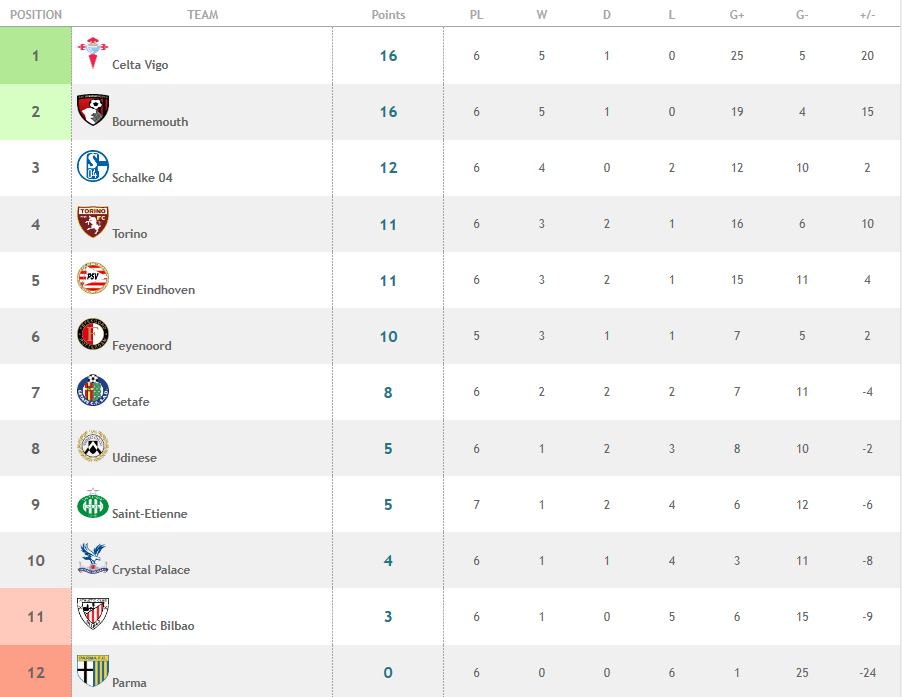 POSITION TEAM Points PL W D L G+ G- +/-
1 Celta Vigo 16 6 5 1 0 25 5 20
2 Bournemouth 16 6 5 1 0 19 4 15
3 S 04 Schalke 04 12 6 4 0 2 12 10 2
4 TORINO FC Torino 11 6 3 2 1 16 6 10
5 PSV PSV Eindhoven 11 6 3 2 1 15 11 4
6 Feyenoord 10 5 3 1 1 7 5 2
7 Getafe 8 6 2 2 2 7 11 -4
8 Udinese 5 6 1 2 3 8 10 -2
9 Saint-Etienne 5 7 1 2 4 6 12 -6
10 Crystal Palace 4 6 1 1 4 3 11 -8
11 Athletic Bilbao 3 6 1 0 5 6 15 -9
12 Parma 0 6 0 0 6 1 25 -24